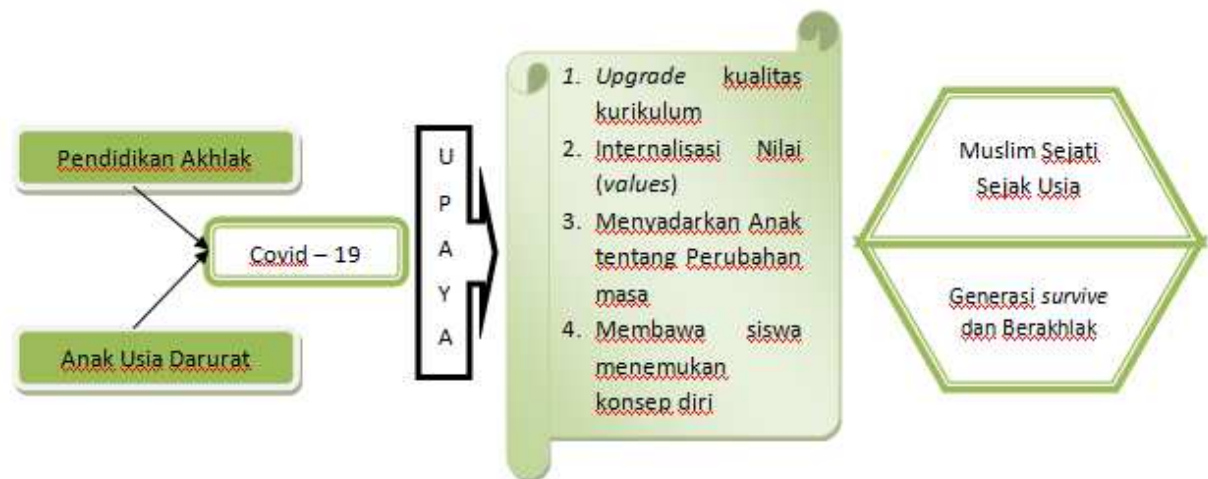 Pendidikan Akhlak
Anak Usia Darurat
Covid – 19
U
P
A
Y
A
1. Upgrade kualitas
kurikulum
2. Internalisasi Nilai
(values)
3. Menyadarkan Anak
tentang Perubahan
masa
4. Membawa siswa
menemukan
konsep diri
Muslim Sejati
Sejak Usia
Generasi survive
dan Berakhlak